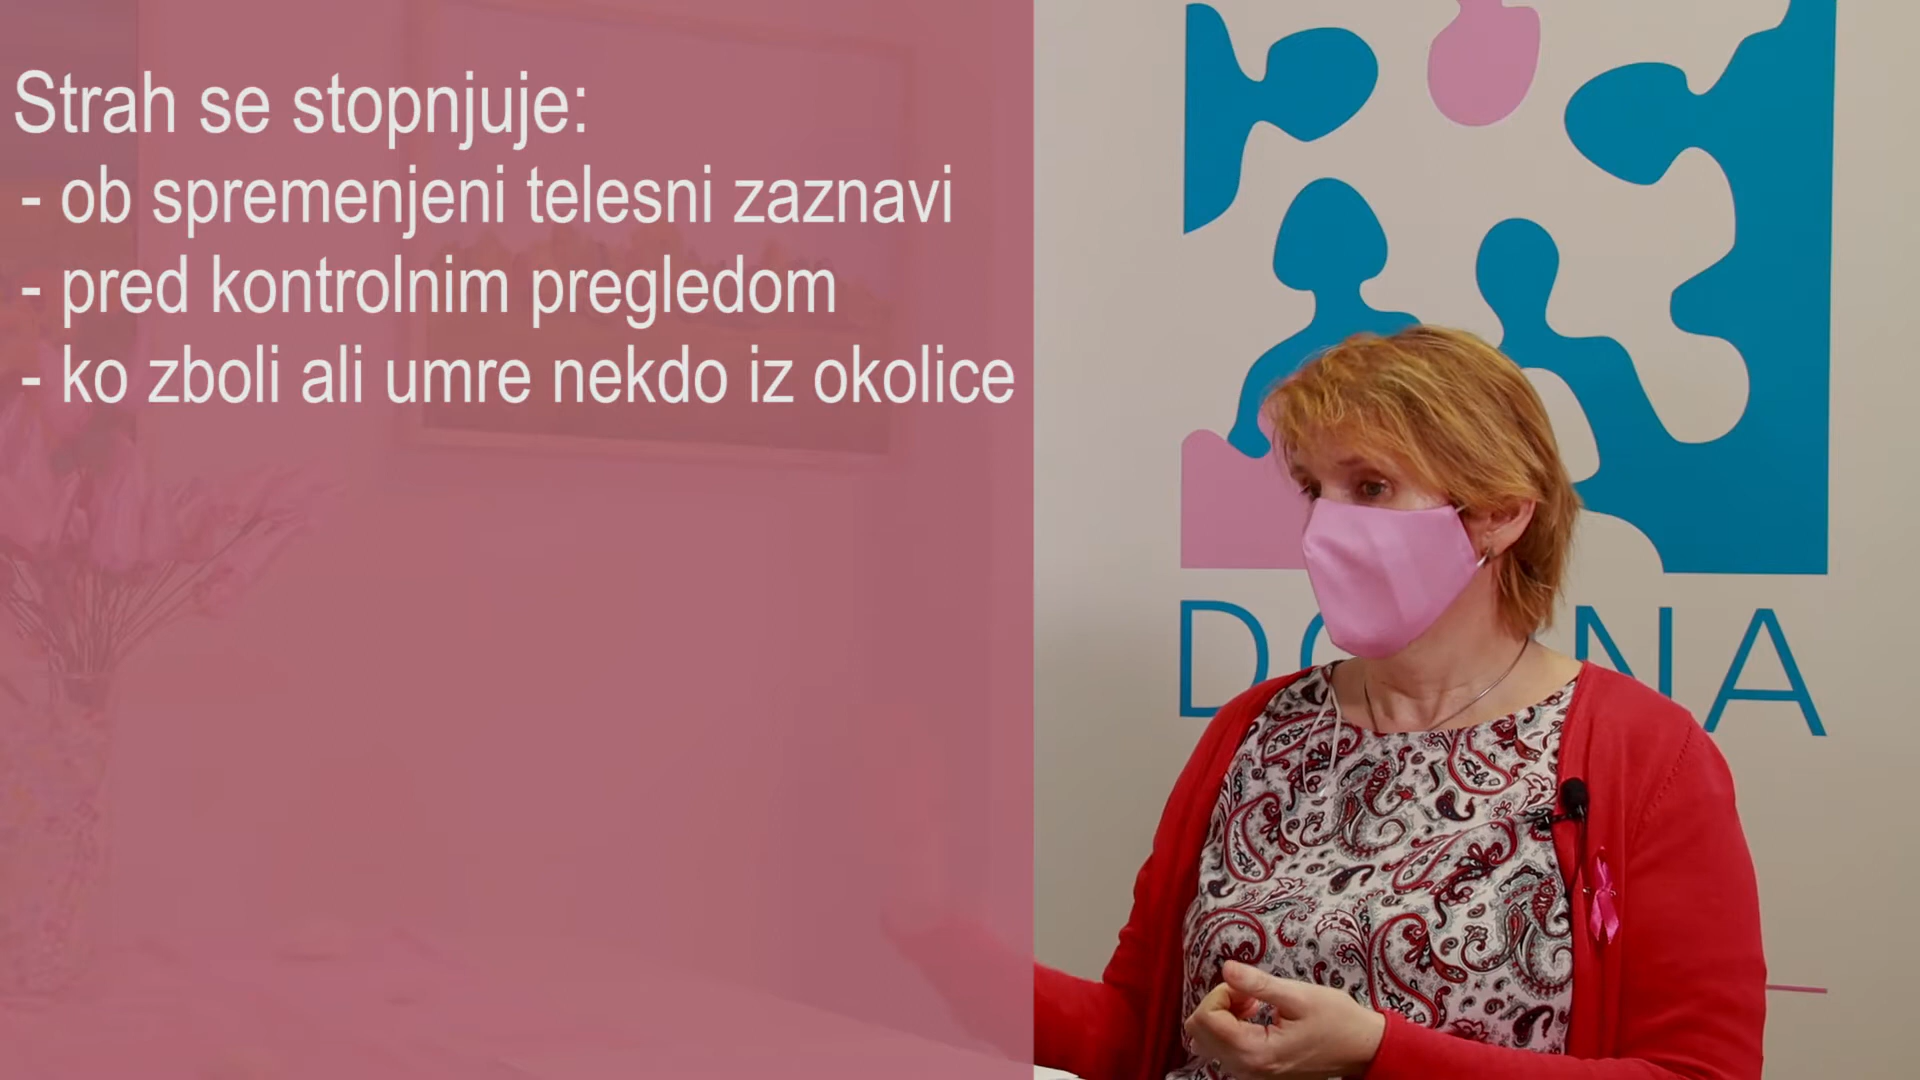 Strah se stopnjuje:
- ob spremenjeni telesni zaznavi
- pred kontrolnim pregledom
- ko zboli ali umre nekdo iz okolice